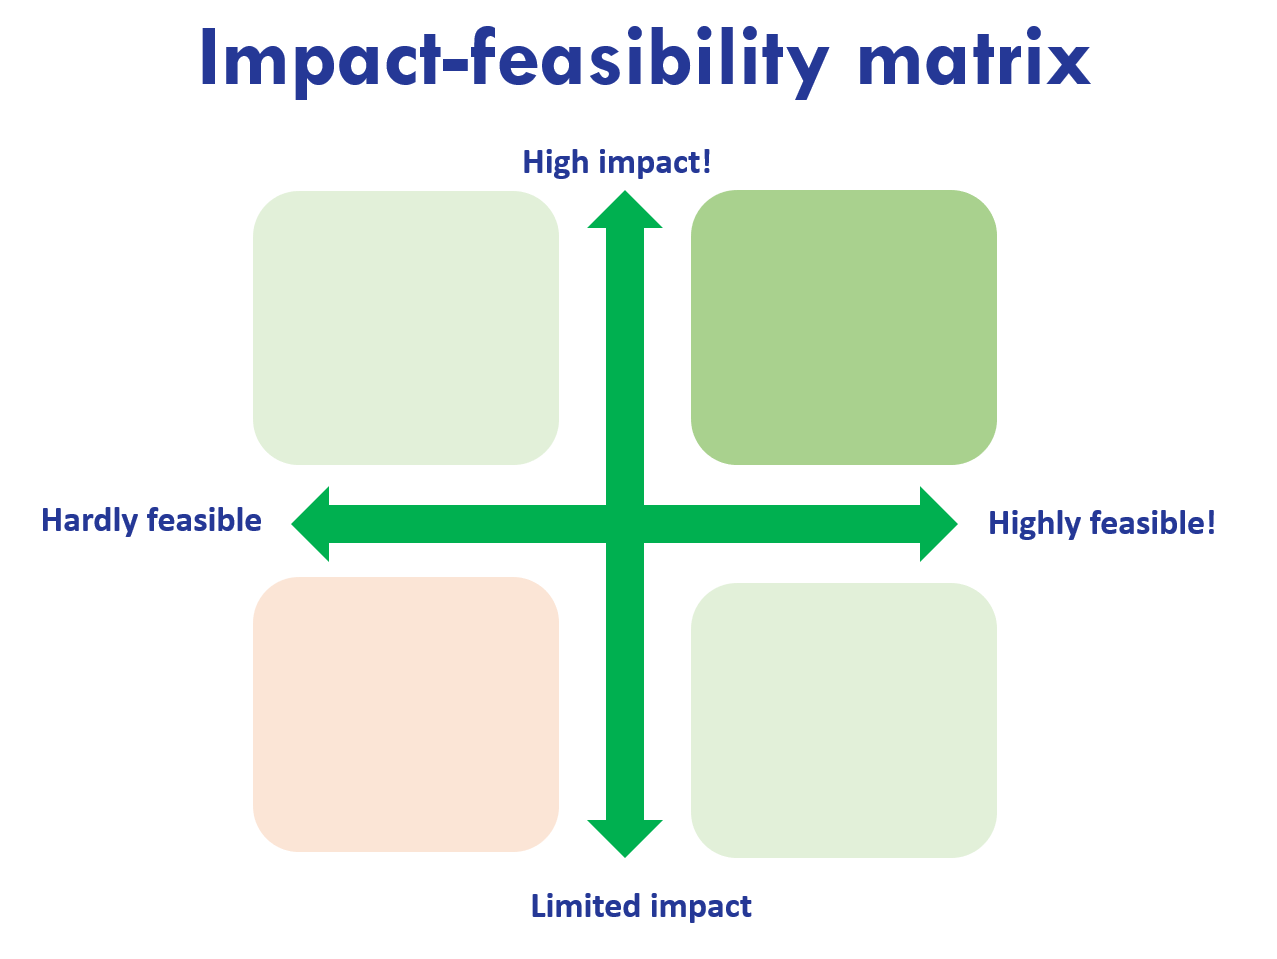 Impact-feasibility matrix
High impact!
Hardly feasible
Highly feasible!
Limited impact